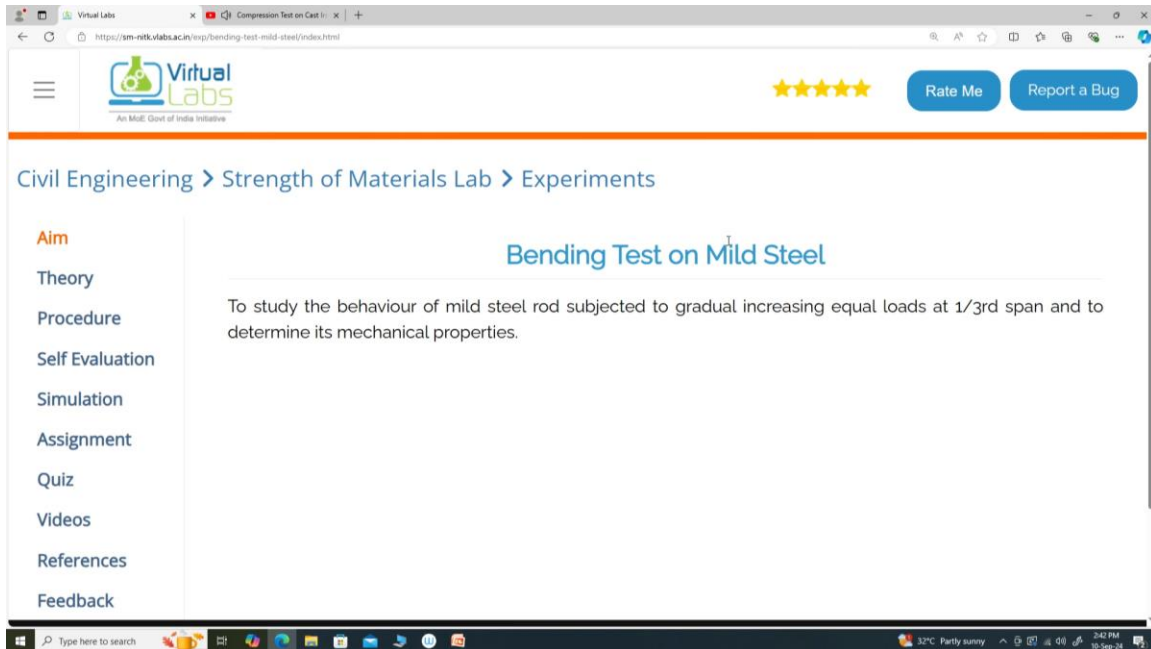 Virtual Labs
Compression Test on Cast Ir
https://sm-nitk.vlabs.ac.in/exp/bending-test-mild-steel/index.html
Virtual
Labs
An MoE Govt of India Initiative
Rate Me
Report a Bug
Civil Engineering > Strength of Materials Lab > Experiments
Aim
Theory
Procedure
Self Evaluation
Simulation
Assignment
Quiz
Videos
References
Feedback
Bending Test on Mild Steel
To study the behaviour of mild steel rod subjected to gradual increasing equal loads at 1/3rd span and to
determine its mechanical properties.
Type here to search
32°C Partly sunny
2:42 PM
10-Sep-24